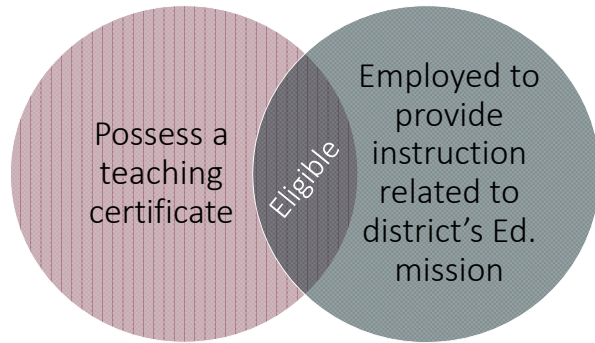 Possess a
teaching
certificate
Eligible
Employed to
provide
instruction
related to
district’s Ed.
mission